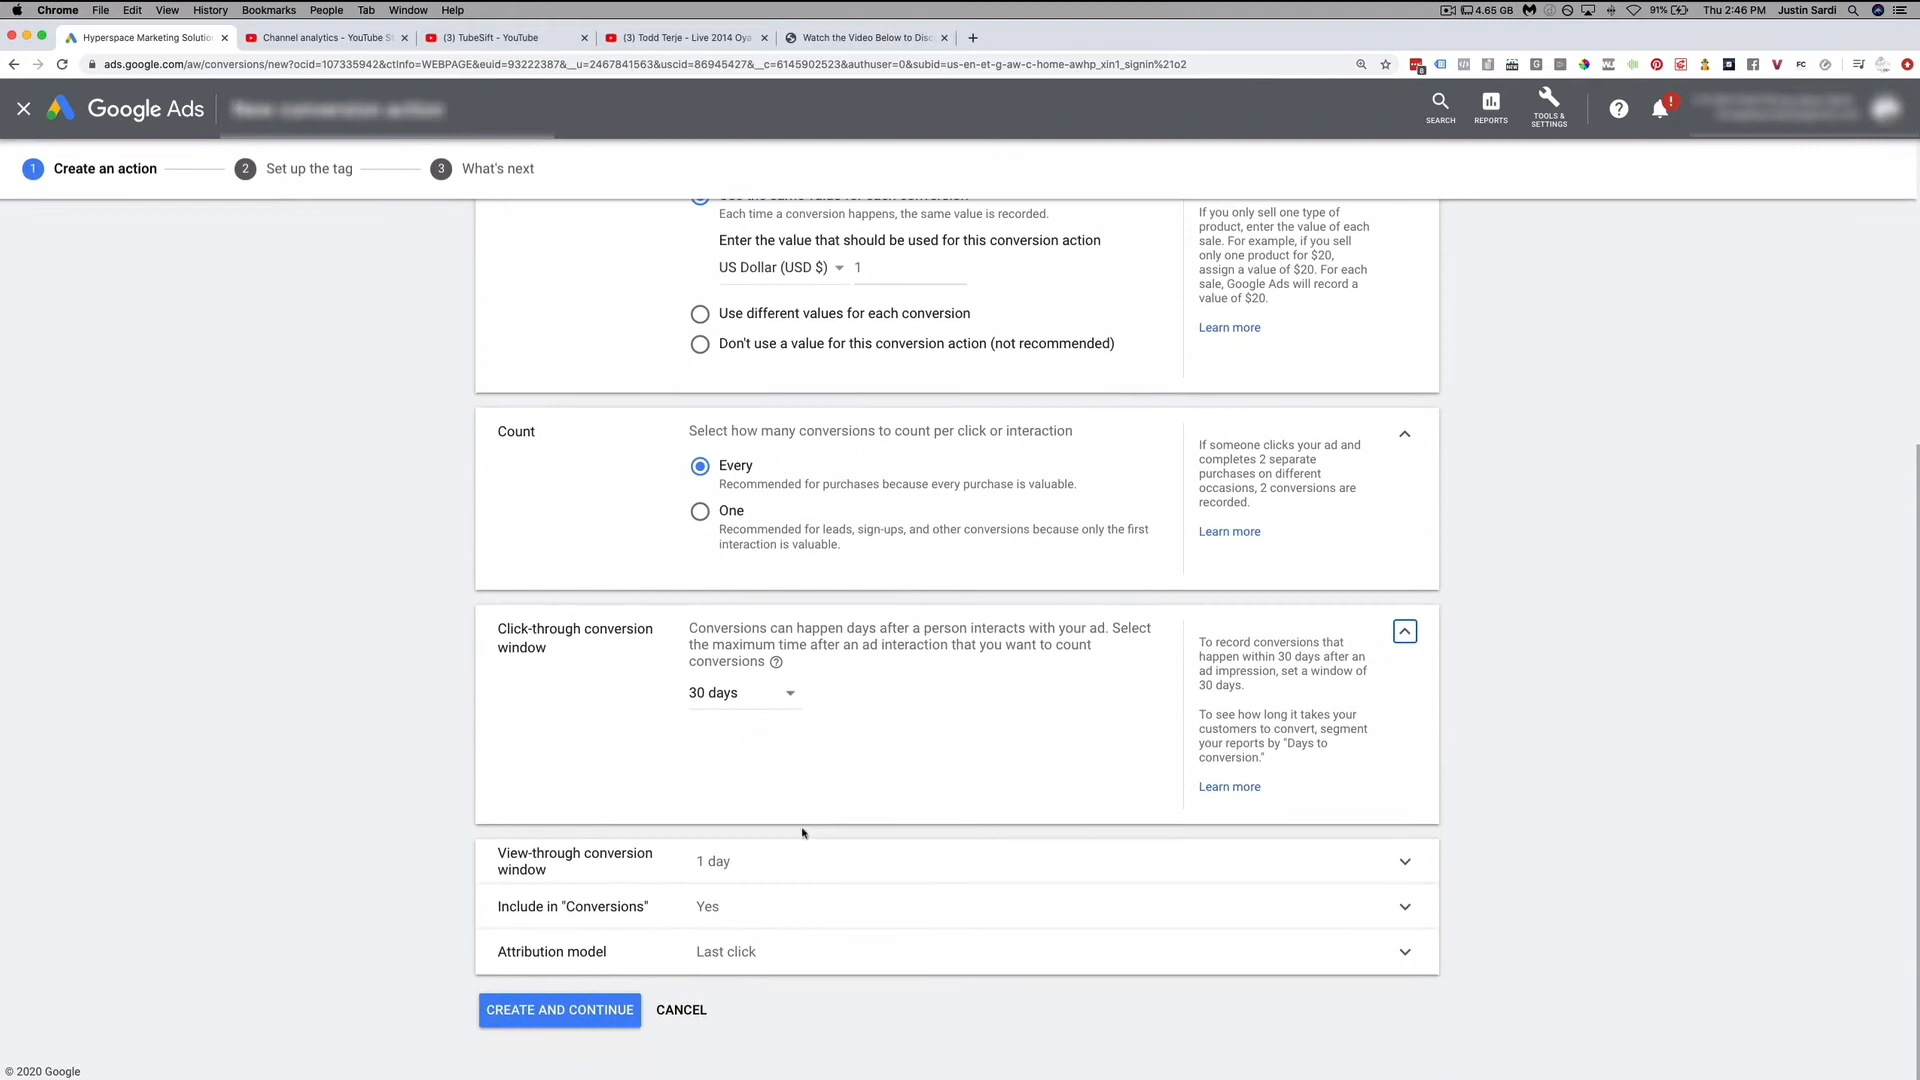 Chrome File Edit View History Bookmarks People Tab Window Help 4.65 GB 91% Thu 2:46 PM Justin Sardi
Hyperspace Marketing Solutio Channel analytics - YouTube S (3) TubeSift - YouTube (3) Todd Terje - Live 2014 Oya Watch the Video Below to Disc
ads.google.com/aw/conversions/new?ocid=107335942&ctInfo=WEBPAGE&euid=93222387&__u=2467841563&uscid=86945427&__c=6145902523&authuser=0&subid=us-en-et-g-aw-c-home-awhp_xin1_signin%21o2
Google Ads New conversion action
SEARCH REPORTS TOOLS &
SETTINGS
1 Create an action 2 Set up the tag 3 What's next
Each time a conversion happens, the same value is recorded.
Enter the value that should be used for this conversion action
US Dollar (USD $) 1
Use different values for each conversion
Don't use a value for this conversion action (not recommended)
If you only sell one type of
product, enter the value of each
sale. For example, if you sell
only one product for $20,
assign a value of $20. For each
sale, Google Ads will record a
value of $20.
Learn more
Count
Select how many conversions to count per click or interaction
Every
Recommended for purchases because every purchase is valuable.
One
Recommended for leads, sign-ups, and other conversions because only the first
interaction is valuable.
If someone clicks your ad and
completes 2 separate
purchases on different
occasions, 2 conversions are
recorded.
Learn more
Click-through conversion
window
Conversions can happen days after a person interacts with your ad. Select
the maximum time after an ad interaction that you want to count
conversions
30 days
To record conversions that
happen within 30 days after an
ad impression, set a window of
30 days.
To see how long it takes your
customers to convert, segment
your reports by "Days to
conversion."
Learn more
View-through conversion
window
1 day
Include in "Conversions" Yes
Attribution model Last click
CREATE AND CONTINUE CANCEL
© 2020 Google